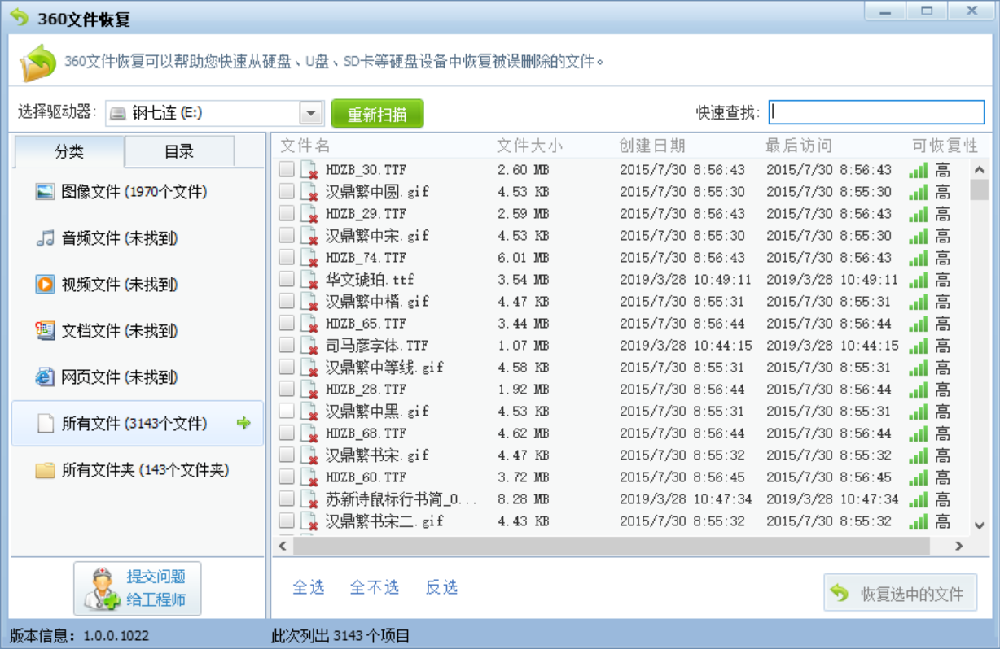 360文件恢复
360文件恢复可以帮助您快速从硬盘、U盘、SD卡等硬盘设备中恢复被误删除的文件。
选择驱动器: 钢七连 (E:) 重新扫描 快速查找:
分类 目录
图像文件 (1970个文件)
音频文件 (未找到)
视频文件 (未找到)
文档文件 (未找到)
网页文件 (未找到)
所有文件 (3143个文件)
所有文件夹 (143个文件夹)
提交问题
给工程师
文件名 文件大小 创建日期 最后访问 可恢复性
HDZB_30.TTF 2.60 MB 2015/7/30 8:56:43 2015/7/30 8:56:43 高
汉鼎繁中圆.gif 4.53 KB 2015/7/30 8:55:30 2015/7/30 8:55:30 高
HDZB_29.TTF 2.59 MB 2015/7/30 8:56:43 2015/7/30 8:56:43 高
汉鼎繁中宋.gif 4.53 KB 2015/7/30 8:55:30 2015/7/30 8:55:30 高
HDZB_74.TTF 6.01 MB 2015/7/30 8:56:43 2015/7/30 8:56:43 高
华文琥珀.ttf 3.54 MB 2019/3/28 10:49:11 2019/3/28 10:49:11 高
汉鼎繁中楷.gif 4.47 KB 2015/7/30 8:55:31 2015/7/30 8:55:31 高
HDZB_65.TTF 3.44 MB 2015/7/30 8:56:44 2015/7/30 8:56:44 高
司马彦字体.TTF 1.07 MB 2019/3/28 10:44:15 2019/3/28 10:44:15 高
汉鼎繁中等线.gif 4.58 KB 2015/7/30 8:55:31 2015/7/30 8:55:31 高
HDZB_28.TTF 1.92 MB 2015/7/30 8:56:44 2015/7/30 8:56:44 高
汉鼎繁中黑.gif 4.53 KB 2015/7/30 8:55:31 2015/7/30 8:55:31 高
HDZB_68.TTF 4.62 MB 2015/7/30 8:56:44 2015/7/30 8:56:44 高
汉鼎繁书宋.gif 4.47 KB 2015/7/30 8:55:32 2015/7/30 8:55:32 高
HDZB_60.TTF 3.72 MB 2015/7/30 8:56:45 2015/7/30 8:56:45 高
苏新诗鼠标行书简_0... 8.28 MB 2019/3/28 10:47:34 2019/3/28 10:47:34 高
汉鼎繁书宋二.gif 4.43 KB 2015/7/30 8:55:32 2015/7/30 8:55:32 高
全选 全不选 反选 恢复选中的文件
版本信息：1.0.0.1022 此次列出 3143 个项目